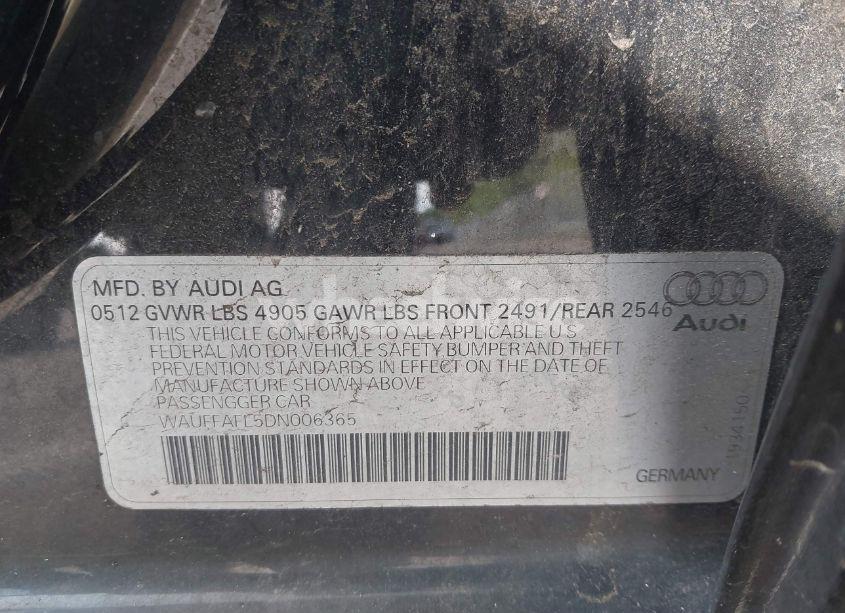 MFD. BY AUDI AG
0512 GVWR LBS 4905 GAWR LBS FRONT 2491/REAR 2546
Audi
THIS VEHICLE CONFORMS TO ALL APPLICABLE U.S
FEDERAL MOTOR VEHICLE SAFETY BUMPER AND THEFT
PREVENTION STANDARDS IN EFFECT ON THE DATE OF
MANUFACTURE SHOWN ABOVE
PASSENGGER CAR
WAUFFAFL5DN006365
GERMANY
1934150